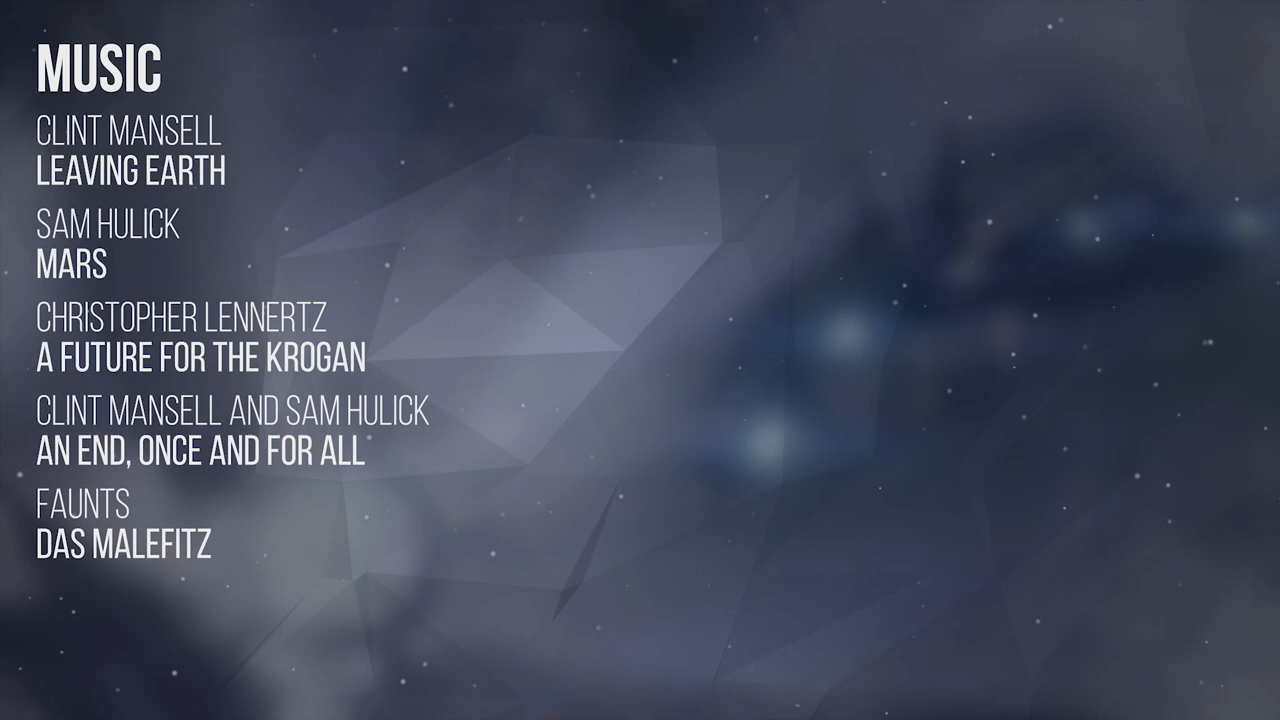 MUSIC
CLINT MANSELL
LEAVING EARTH
SAM HULICK
MARS
CHRISTOPHER LENNERTZ
A FUTURE FOR THE KROGAN
CLINT MANSELL AND SAM HULICK
AN END, ONCE AND FOR ALL
FAUNTS
DAS MALEFITZ